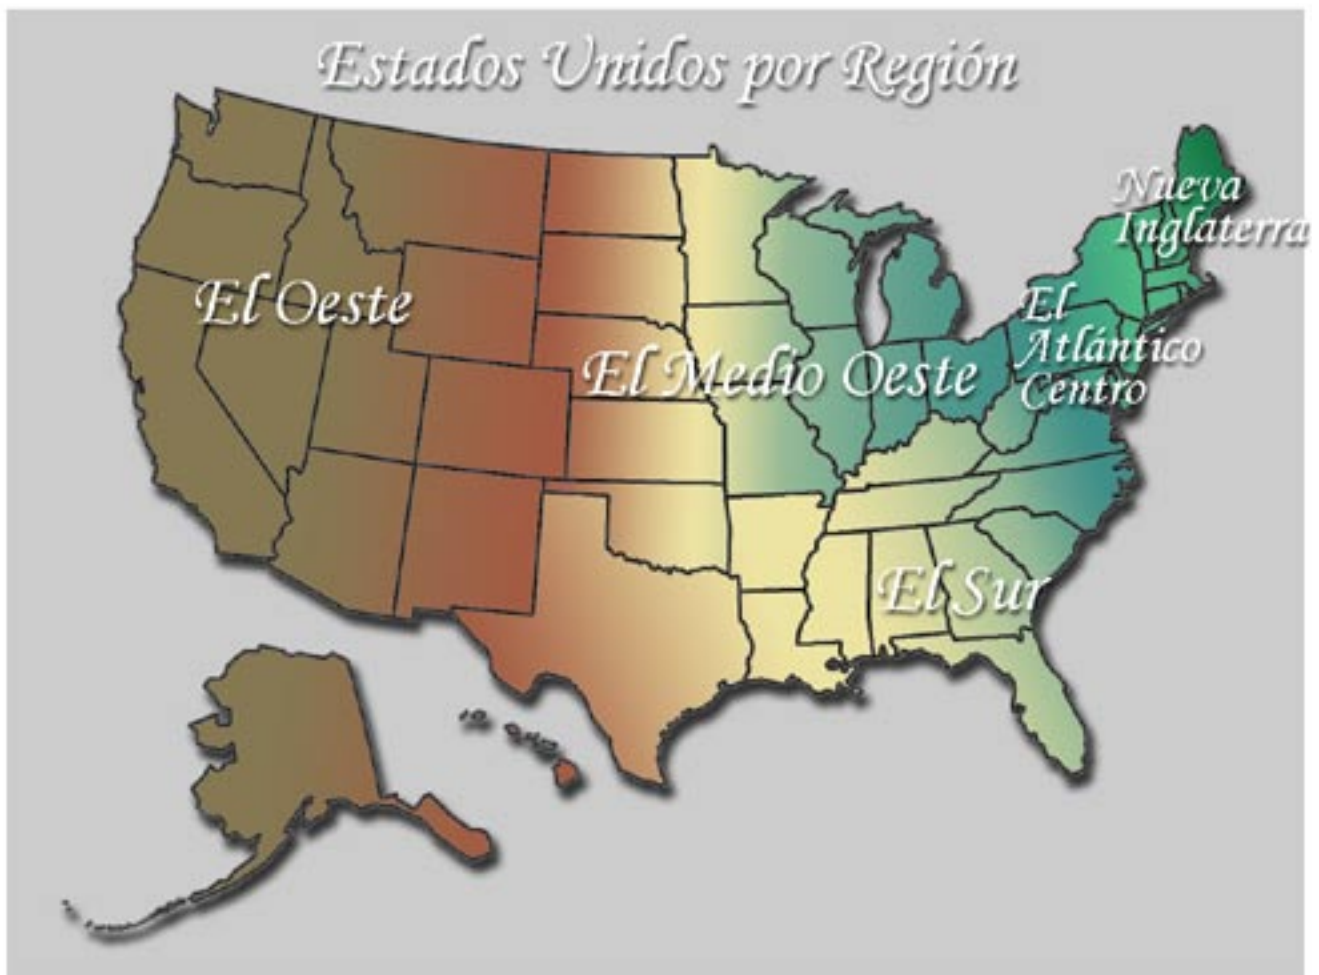 Estados Unidos por Región
Nueva
Inglaterra
El Oeste
El
Atlántico
Centro
El Medio Oeste
El Sur